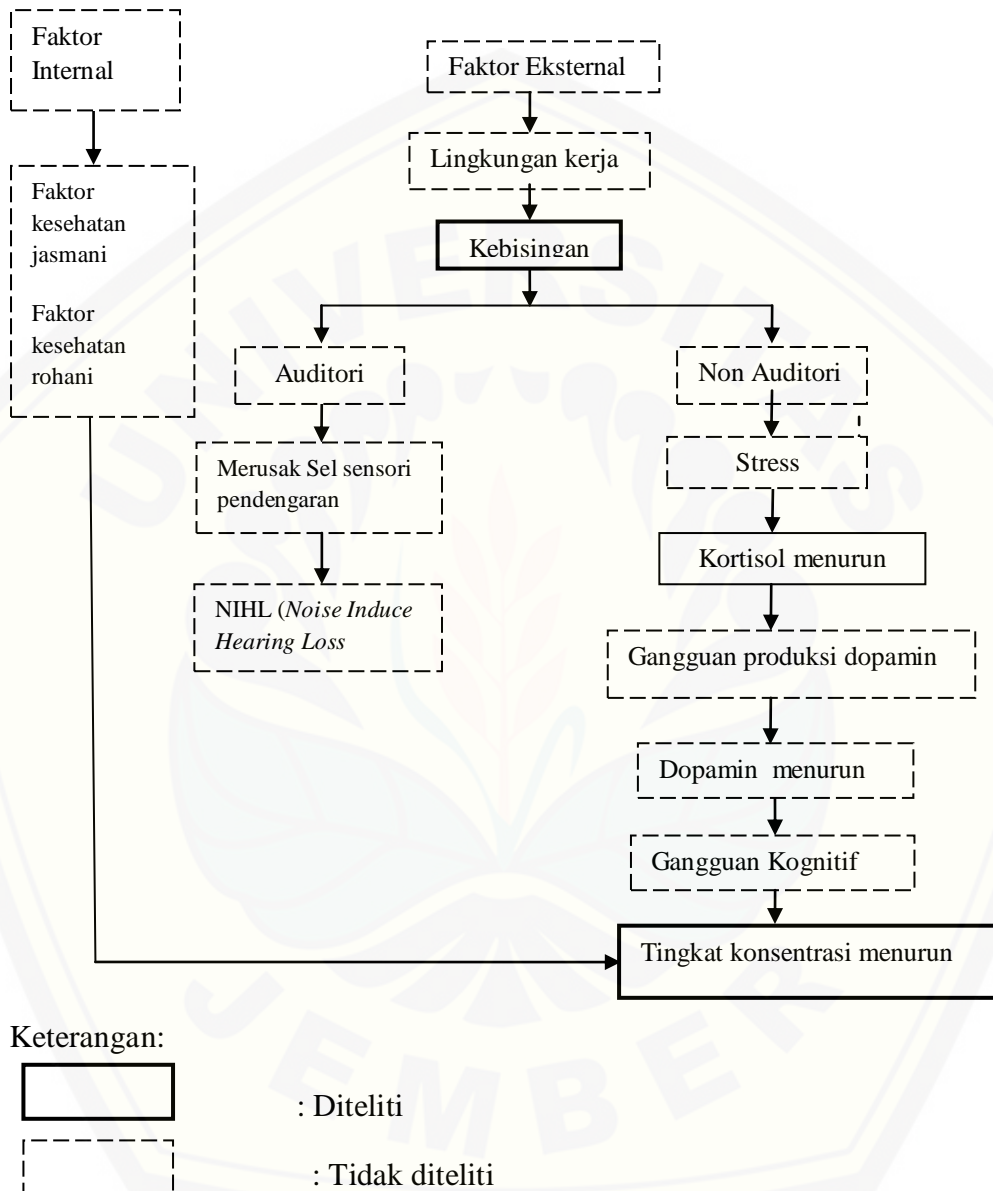 Faktor
Internal
Faktor Eksternal
Lingkungan kerja
Faktor
kesehatan
jasmani
Faktor
kesehatan
rohani
Kebisingan
Auditori
Non Auditori
Merusak Sel sensori
pendengaran
Stress
Kortisol menurun
NIHL (Noise Induce
Hearing Loss
Gangguan produksi dopamin
Dopamin menurun
Gangguan Kognitif
Tingkat konsentrasi menurun
Keterangan:
: Diteliti
: Tidak diteliti
UNIVERSITAS
JEMBER